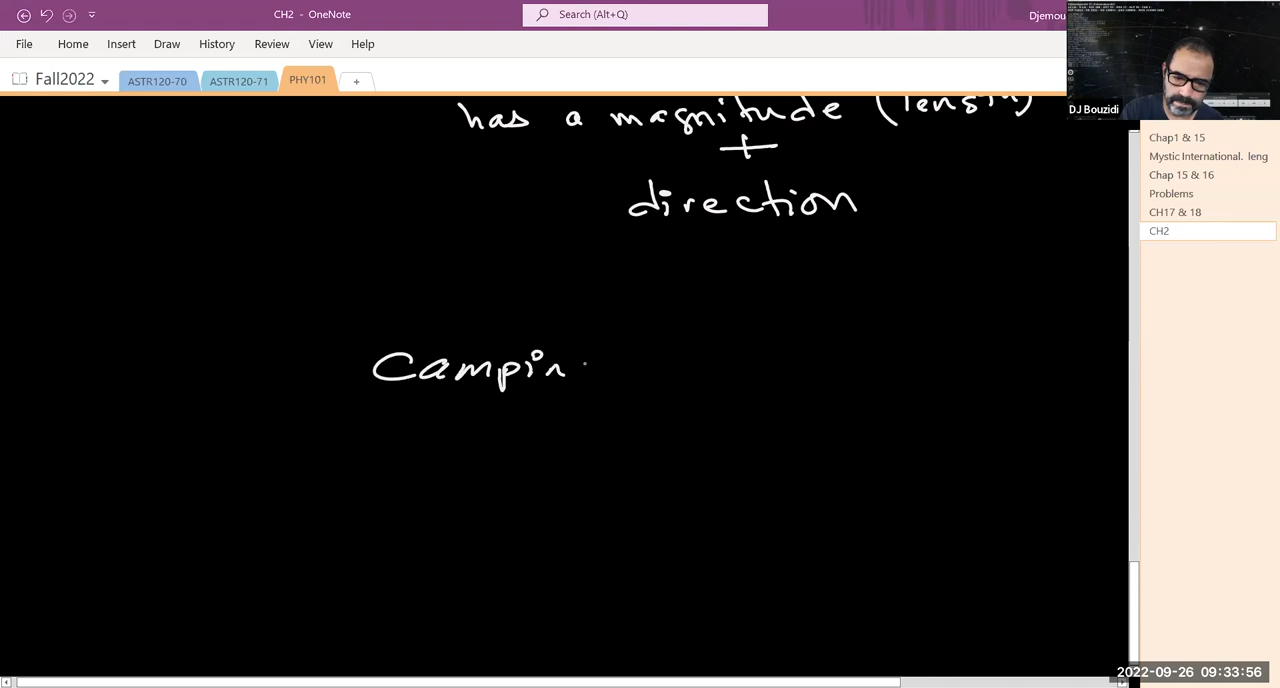 CH2 - OneNote
Search (Alt+Q)
Djemou
File Home Insert Draw History Review View Help
Fall2022 ASTR120-70 ASTR120-71 PHY101 +
DJ Bouzidi
has a magnitude (length)
+
direction
Campin
Chap1 & 15
Mystic International. leng
Chap 15 & 16
Problems
CH17 & 18
CH2
2022-09-26 09:33:56